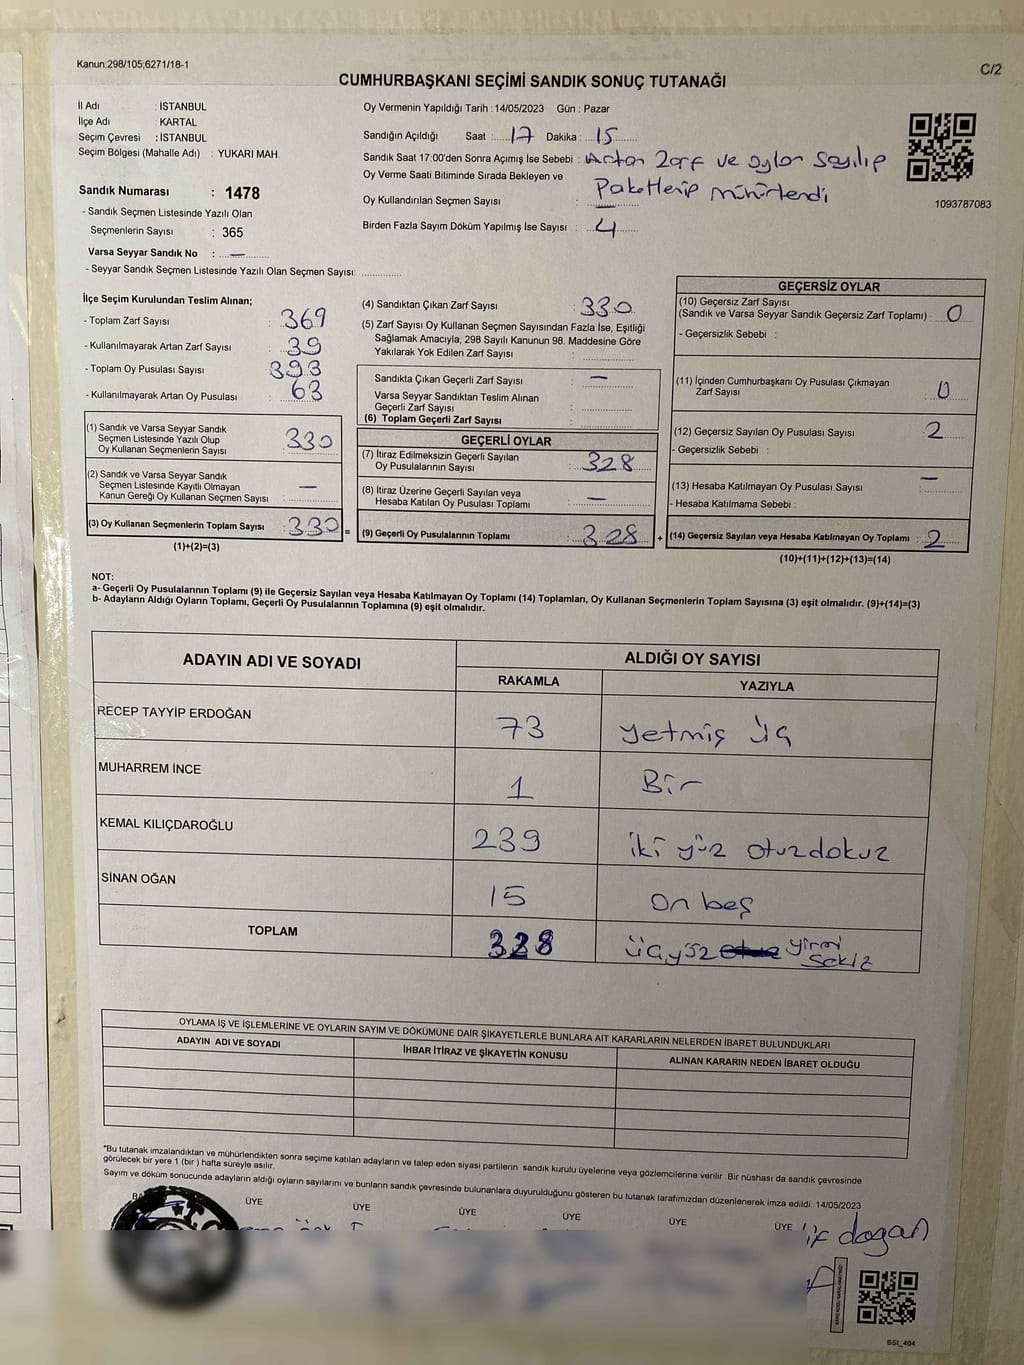 Kanun;298/105;6271/18-1
C/2
CUMHURBAŞKANI SEÇİMİ SANDIK SONUÇ TUTANAĞI
İl Adı : İSTANBUL
İlçe Adı : KARTAL
Seçim Çevresi : İSTANBUL
Seçim Bölgesi (Mahalle Adı) : YUKARI MAH.
Sandık Numarası : 1478
- Sandık Seçmen Listesinde Yazılı Olan
Seçmenlerin Sayısı : 365
Varsa Seyyar Sandık No : —
- Seyyar Sandık Seçmen Listesinde Yazılı Olan Seçmen Sayısı:
Oy Vermenin Yapıldığı Tarih : 14/05/2023 Gün : Pazar
Sandığın Açıldığı Saat : 17 Dakika : 15
Sandık Saat 17:00'den Sonra Açımış İse Sebebi : Artan Zarf ve oylar Sayılıp
Oy Verme Saati Bitiminde Sırada Bekleyen ve Paketlenip mühürlendi
Oy Kullandırılan Seçmen Sayısı : —
Birden Fazla Sayım Döküm Yapılmış İse Sayısı : 4
1093787083
İlçe Seçim Kurulundan Teslim Alınan;
- Toplam Zarf Sayısı : 369
- Kullanılmayarak Artan Zarf Sayısı : 39
- Toplam Oy Pusulası Sayısı : 393
- Kullanılmayarak Artan Oy Pusulası : 63
(1) Sandık ve Varsa Seyyar Sandık
Seçmen Listesinde Yazılı Olup
Oy Kullanan Seçmenlerin Sayısı : 330
(2) Sandık ve Varsa Seyyar Sandık
Seçmen Listesinde Kayıtlı Olmayan
Kanun Gereği Oy Kullanan Seçmen Sayısı : —
(3) Oy Kullanan Seçmenlerin Toplam Sayısı : 330 =
(1)+(2)=(3)
(4) Sandıktan Çıkan Zarf Sayısı : 330
(5) Zarf Sayısı Oy Kullanan Seçmen Sayısından Fazla İse, Eşitliği
Sağlamak Amacıyla; 298 Sayılı Kanunun 98. Maddesine Göre
Yakılarak Yok Edilen Zarf Sayısı :
Sandıkta Çıkan Geçerli Zarf Sayısı : —
Varsa Seyyar Sandıktan Teslim Alınan
Geçerli Zarf Sayısı :
(6) Toplam Geçerli Zarf Sayısı :
GEÇERLİ OYLAR
(7) İtiraz Edilmeksizin Geçerli Sayılan
Oy Pusulalarının Sayısı : 328
(8) İtiraz Üzerine Geçerli Sayılan veya
Hesaba Katılan Oy Pusulası Toplamı : —
(9) Geçerli Oy Pusulalarının Toplamı : 328 +
GEÇERSİZ OYLAR
(10) Geçersiz Zarf Sayısı
(Sandık ve Varsa Seyyar Sandık Geçersiz Zarf Toplamı) : 0
- Geçersizlik Sebebi :
(11) İçinden Cumhurbaşkanı Oy Pusulası Çıkmayan
Zarf Sayısı : 0
(12) Geçersiz Sayılan Oy Pusulası Sayısı : 2
- Geçersizlik Sebebi :
(13) Hesaba Katılmayan Oy Pusulası Sayısı : —
- Hesaba Katılmama Sebebi :
(14) Geçersiz Sayılan veya Hesaba Katılmayan Oy Toplamı : 2
(10)+(11)+(12)+(13)=(14)
NOT:
a- Geçerli Oy Pusulalarının Toplamı (9) ile Geçersiz Sayılan veya Hesaba Katılmayan Oy Toplamı (14) Toplamları, Oy Kullanan Seçmenlerin Toplam Sayısına (3) eşit olmalıdır. (9)+(14)=(3)
b- Adayların Aldığı Oyların Toplamı, Geçerli Oy Pusulalarının Toplamına (9) eşit olmalıdır.
ADAYIN ADI VE SOYADI ALDIĞI OY SAYISI
RAKAMLA YAZIYLA
RECEP TAYYİP ERDOĞAN 73 yetmiş üç
MUHARREM İNCE 1 Bir
KEMAL KILIÇDAROĞLU 239 iki yüz otuzdokuz
SİNAN OĞAN 15 on beş
TOPLAM 328 üçyüz yirmi
sekiz
OYLAMA İŞ VE İŞLEMLERİNE VE OYLARIN SAYIM VE DÖKÜMÜNE DAİR ŞİKAYETLERLE BUNLARA AİT KARARLARIN NELERDEN İBARET BULUNDUKLARI
ADAYIN ADI VE SOYADI İHBAR İTİRAZ VE ŞİKAYETİN KONUSU ALINAN KARARIN NEDEN İBARET OLDUĞU
*Bu tutanak imzalandıktan ve mühürlendikten sonra seçime katılan adayların ve talep eden siyasi partilerin sandık kurulu üyelerine veya gözlemcilerine verilir. Bir nüshası da sandık çevresinde
görülecek bir yere 1 (bir ) hafta süreyle asılır.
Sayım ve döküm sonucunda adayların aldığı oyların sayılarını ve bunların sandık çevresinde bulunanlara duyurulduğunu gösteren bu tutanak tarafımızdan düzenlenerek imza edildi. 14/05/2023
ÜYE ÜYE ÜYE ÜYE ÜYE ÜYE
dogan
SSI_404